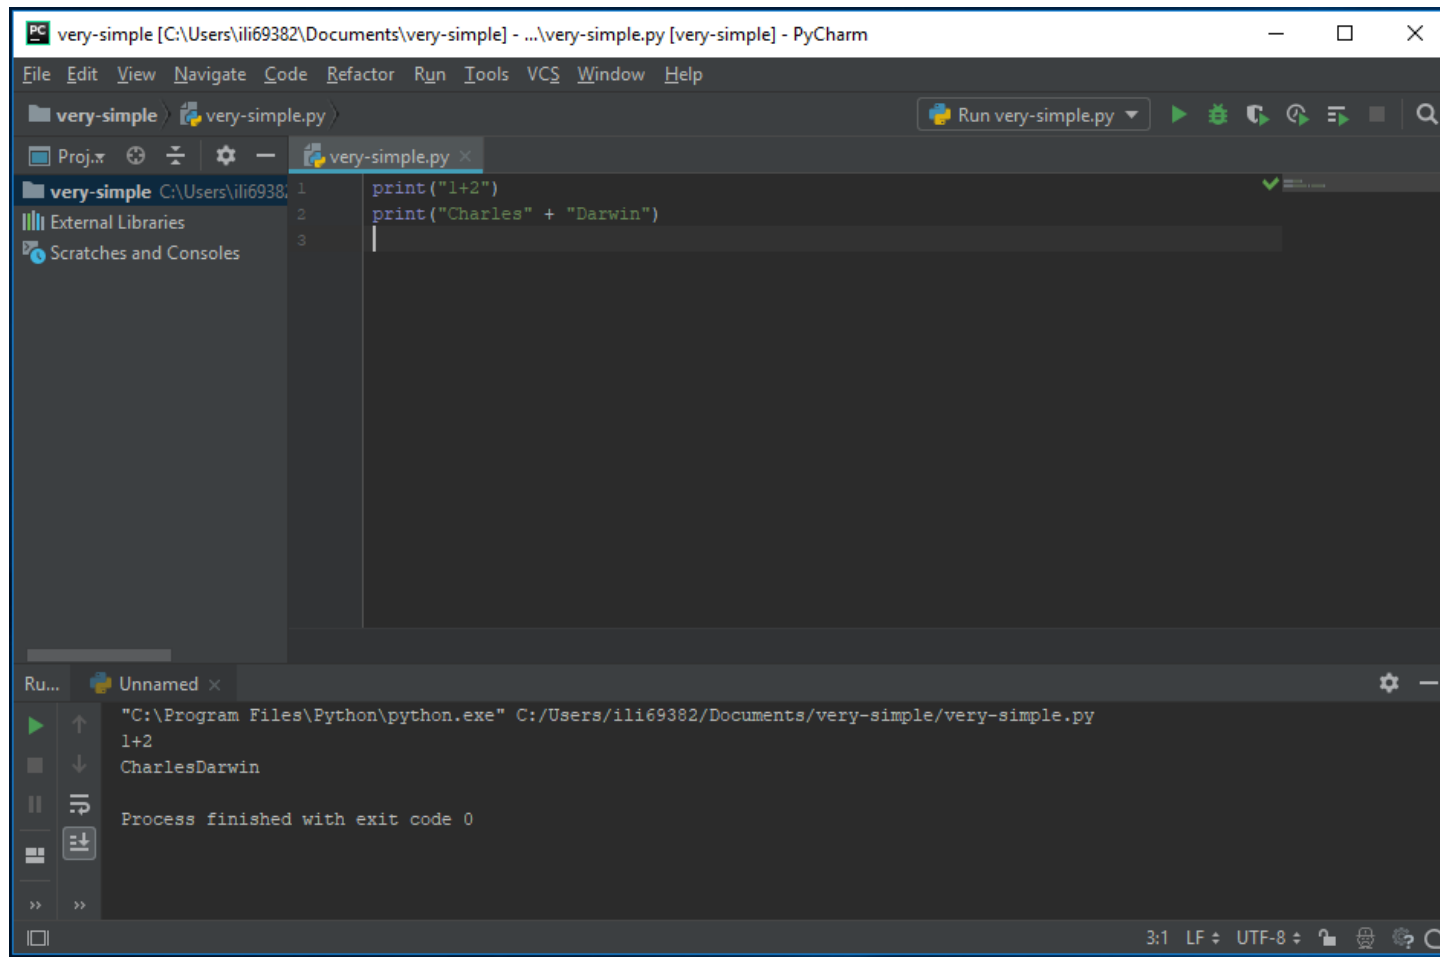 PC very-simple [C:\Users\ili69382\Documents\very-simple] - ...\very-simple.py [very-simple] - PyCharm
File Edit View Navigate Code Refactor Run Tools VCS Window Help
very-simple very-simple.py Run very-simple.py
Proj... very-simple.py
very-simple C:\Users\ili69382
External Libraries
Scratches and Consoles
1 print("1+2")
2 print("Charles" + "Darwin")
3
Ru... Unnamed
"C:\Program Files\Python\python.exe" C:/Users/ili69382/Documents/very-simple/very-simple.py
1+2
CharlesDarwin
Process finished with exit code 0
3:1 LF UTF-8